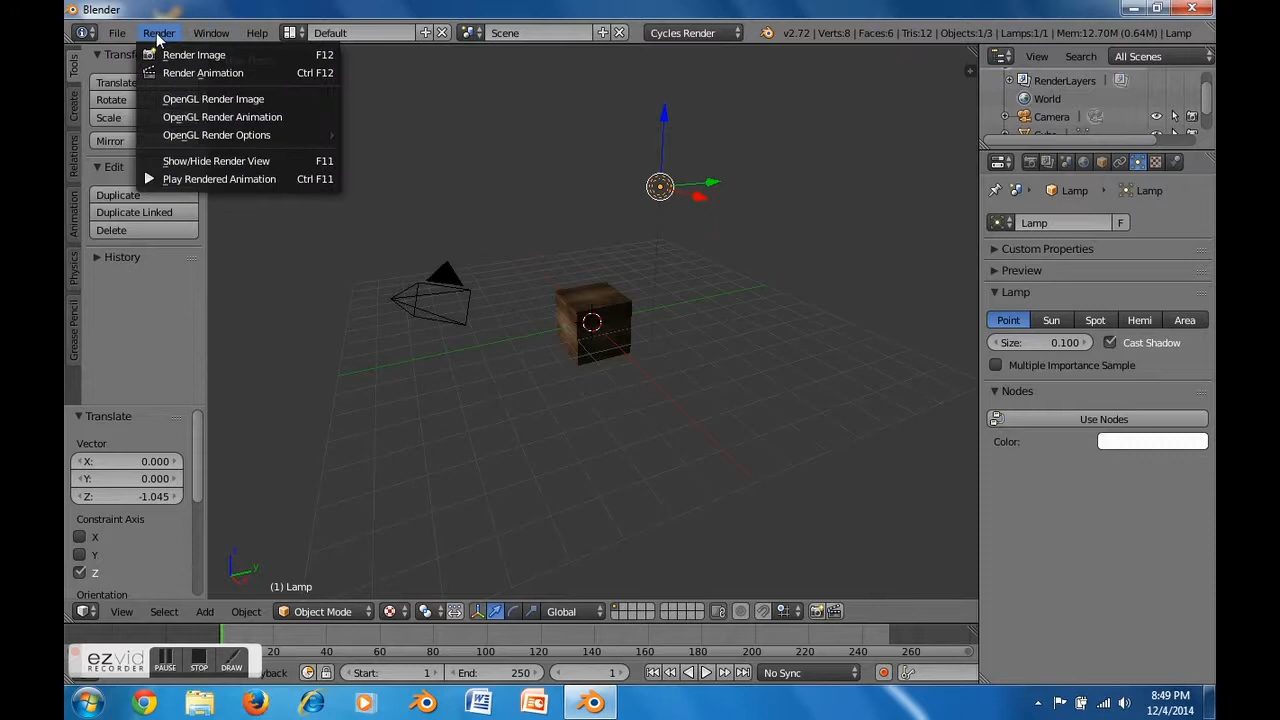 Blender
File Render Window Help Default Scene Cycles Render v2.72 | Verts:8 | Faces:6 | Tris:12 | Objects:1/3 | Lamps:1/1 | Mem:12.70M (0.64M) | Lamp
Render Image F12
Render Animation Ctrl F12
OpenGL Render Image
OpenGL Render Animation
OpenGL Render Options
Show/Hide Render View F11
Play Rendered Animation Ctrl F11
Tools
Create
Relations
Animation
Physics
Grease Pencil
Translate
Rotate
Scale
Mirror
Edit
Duplicate
Duplicate Linked
Delete
History
Translate
Vector
X: 0.000
Y: 0.000
Z: -1.045
Constraint Axis
X
Y
Z
Orientation
(1) Lamp
View Select Add Object Object Mode Global
20 40 60 80 100 120 140 160 180 200 220 240 260
Start: 1 End: 250 1 No Sync
ezvid
RECORDER
PAUSE STOP DRAW
View Search All Scenes
RenderLayers
World
Camera
Lamp Lamp
Lamp F
Custom Properties
Preview
Lamp
Point Sun Spot Hemi Area
Size: 0.100 Cast Shadow
Multiple Importance Sample
Nodes
Use Nodes
Color:
8:49 PM
12/4/2014